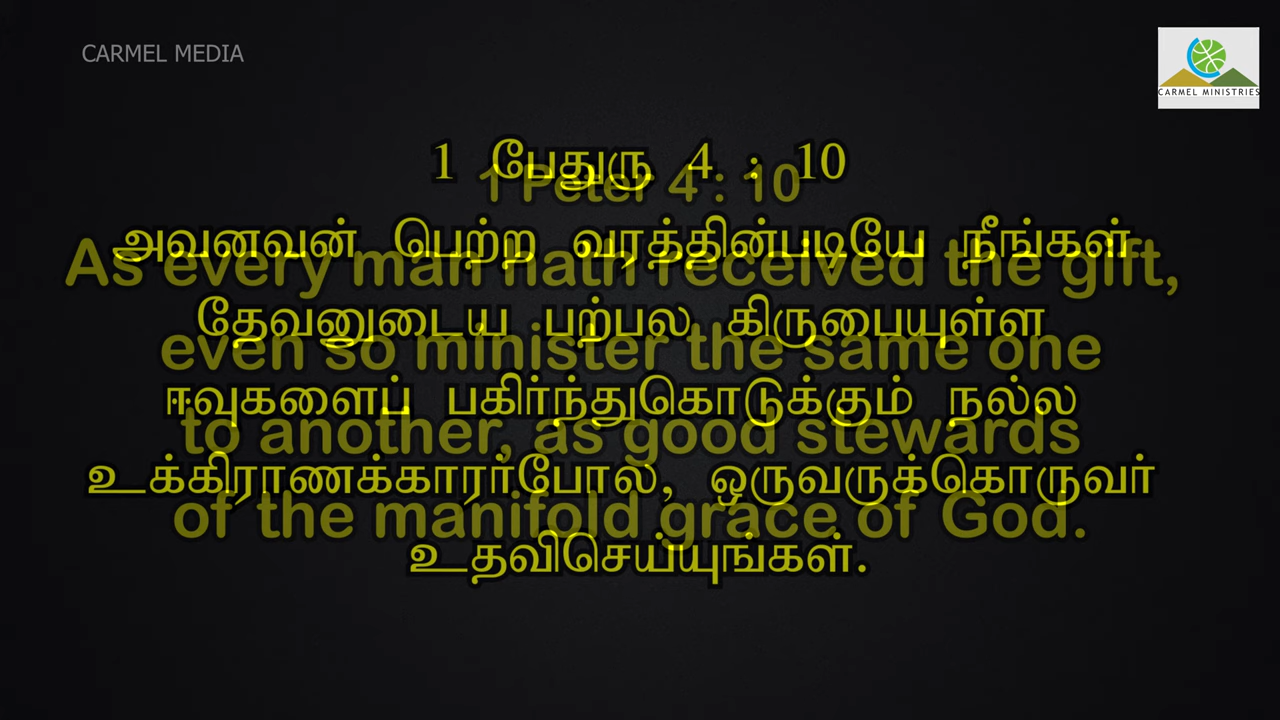 CARMEL MEDIA
CARMEL MINISTRIES
1 பேதுரு 4 : 10
1 Peter 4 : 10
அவனவன் பெற்ற வரத்தின்படியே நீங்கள்
As every man hath received the gift,
தேவனுடைய பற்பல கிருபையுள்ள
even so minister the same one
ஈவுகளைப் பகிர்ந்துகொடுக்கும் நல்ல
to another, as good stewards
உக்கிராணக்காரர்போல, ஒருவருக்கொருவர்
of the manifold grace of God.
உதவிசெய்யுங்கள்.